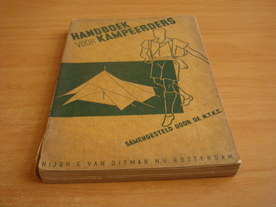 HANDBOEK
VOOR KAMPEERDERS
SAMENGESTELD DOOR DE N.T.K.C.
NIJGH & VAN DITMAR N.V. ROTTERDAM